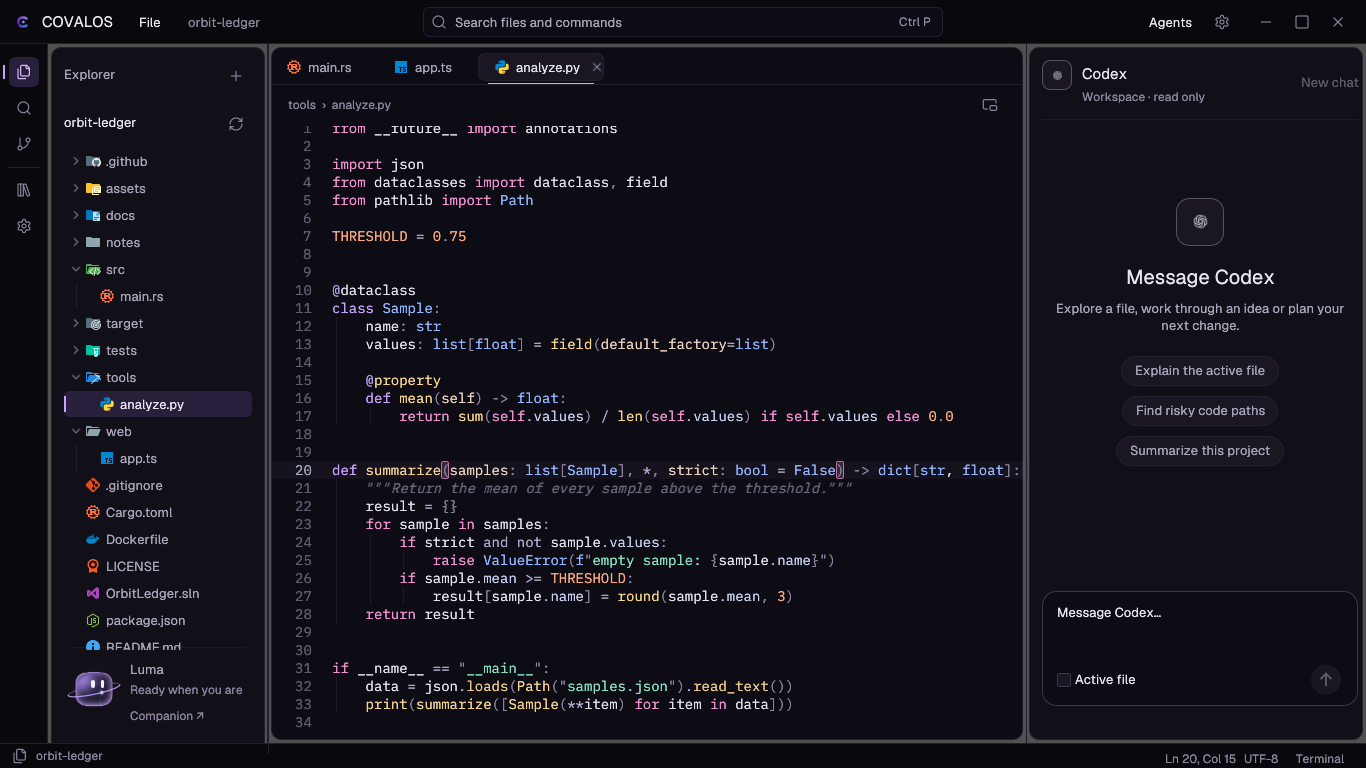 COVALOS File orbit-ledger
Search files and commands Ctrl P
Agents
Explorer
orbit-ledger
.github
assets
docs
notes
src
main.rs
target
tests
tools
analyze.py
web
app.ts
.gitignore
Cargo.toml
Dockerfile
LICENSE
OrbitLedger.sln
package.json
README.md
Luma
Ready when you are
Companion ↗
main.rs app.ts analyze.py
tools › analyze.py
1 from __future__ import annotations
2
3 import json
4 from dataclasses import dataclass, field
5 from pathlib import Path
6
7 THRESHOLD = 0.75
8
9
10 @dataclass
11 class Sample:
12     name: str
13     values: list[float] = field(default_factory=list)
14
15     @property
16     def mean(self) -> float:
17         return sum(self.values) / len(self.values) if self.values else 0.0
18
19
20 def summarize(samples: list[Sample], *, strict: bool = False) -> dict[str, float]:
21     """Return the mean of every sample above the threshold."""
22     result = {}
23     for sample in samples:
24         if strict and not sample.values:
25             raise ValueError(f"empty sample: {sample.name}")
26         if sample.mean >= THRESHOLD:
27             result[sample.name] = round(sample.mean, 3)
28     return result
29
30
31 if __name__ == "__main__":
32     data = json.loads(Path("samples.json").read_text())
33     print(summarize([Sample(**item) for item in data]))
34
Codex
Workspace · read only
New chat
Message Codex
Explore a file, work through an idea or plan your
next change.
Explain the active file
Find risky code paths
Summarize this project
Message Codex…
Active file
orbit-ledger
Ln 20, Col 15 UTF-8 Terminal